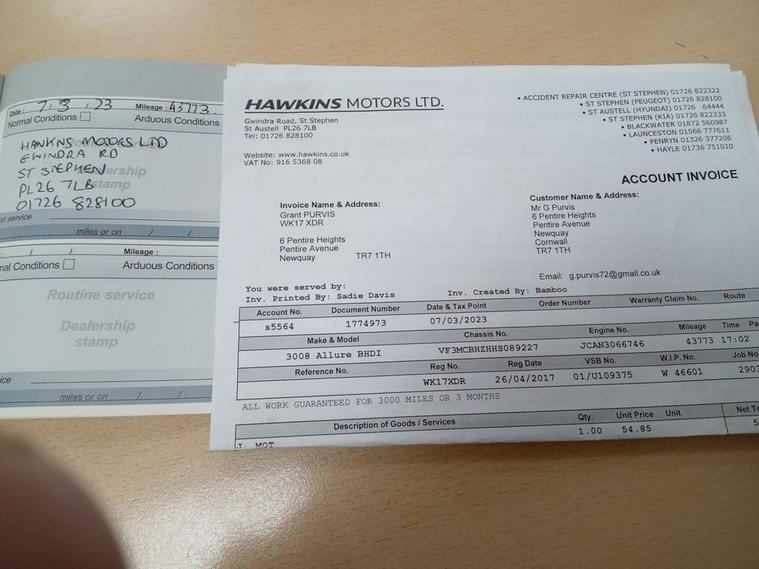 Date: 7 / 3 / 23 Mileage: 43773
Normal Conditions Arduous Conditions
HAWKINS MOTORS LTD
GWINDRA RD
ST STEPHEN
PL26 7LB
01726 828100
Dealership
stamp
service
miles or on / /
/ / Mileage:
Conditions Arduous Conditions
Routine service
Dealership
stamp
miles or on / /
HAWKINS MOTORS LTD.
Gwindra Road, St Stephen
St Austell PL26 7LB
Tel: 01726 828100
Website: www.hawkins.co.uk
VAT No: 916 5368 08
• ACCIDENT REPAIR CENTRE (ST STEPHEN) 01726 822322
• ST STEPHEN (PEUGEOT) 01726 828100
• ST AUSTELL (HYUNDAI) 01726 64444
• ST STEPHEN (KIA) 01726 822333
• BLACKWATER 01872 560987
• LAUNCESTON 01566 777611
• PENRYN 01326 377206
• HAYLE 01736 751010
ACCOUNT INVOICE
Invoice Name & Address:
Grant PURVIS
WK17 XDR
6 Pentire Heights
Pentire Avenue
Newquay TR7 1TH
Customer Name & Address:
Mr G Purvis
6 Pentire Heights
Pentire Avenue
Newquay
Cornwall
TR7 1TH
Email: g.purvis72@gmail.co.uk
You were served by:
Inv. Printed By: Sadie Davis Inv. Created By: Bamboo
Account No. Document Number Date & Tax Point Order Number Warranty Claim No. Route
s5564 1774973 07/03/2023
Make & Model Chassis No. Engine No. Mileage Time
3008 Allure BHDI VF3MCBHZHHS089227 JCAN3066746 43773 17:02
Reference No. Reg No. Reg Date VSB No. W.I.P. No. Job No
WK17XDR 26/04/2017 01/U109375 W 46601
ALL WORK GUARANTEED FOR 3000 MILES OR 3 MONTHS
Description of Goods / Services Qty. Unit Price Unit Net
1.00 54.85
MOT